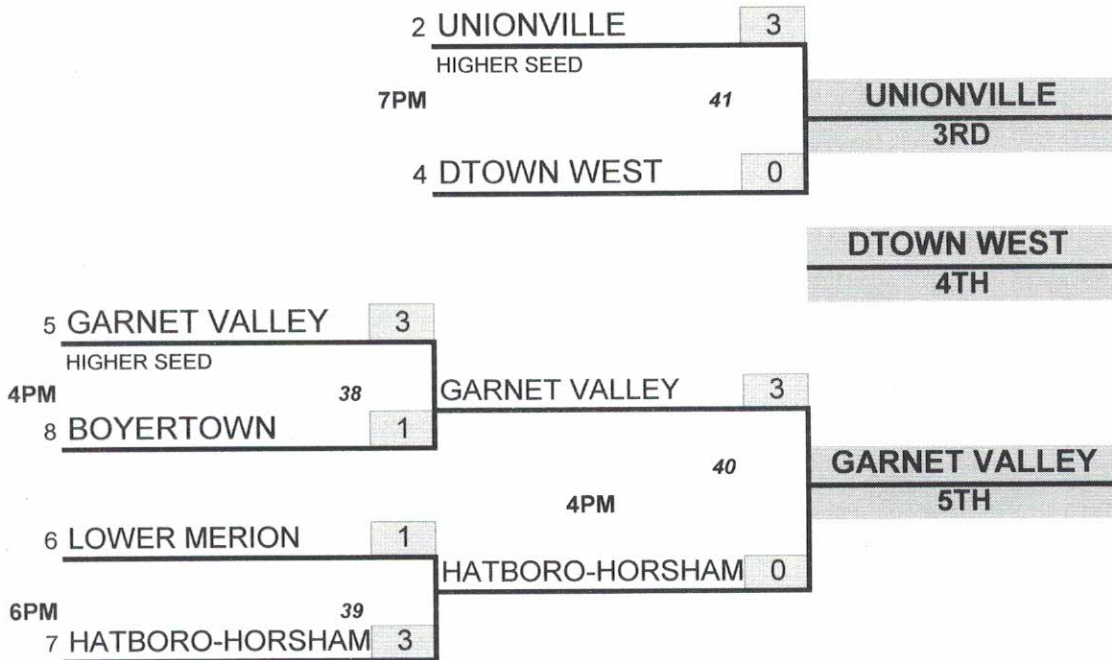 2 UNIONVILLE 3
HIGHER SEED
7PM 41
UNIONVILLE
3RD
4 DTOWN WEST 0
DTOWN WEST
4TH
5 GARNET VALLEY 3
HIGHER SEED
4PM 38
GARNET VALLEY 3
8 BOYERTOWN 1
40
GARNET VALLEY
5TH
4PM
6 LOWER MERION 1
HATBORO-HORSHAM 0
6PM 39
7 HATBORO-HORSHAM 3